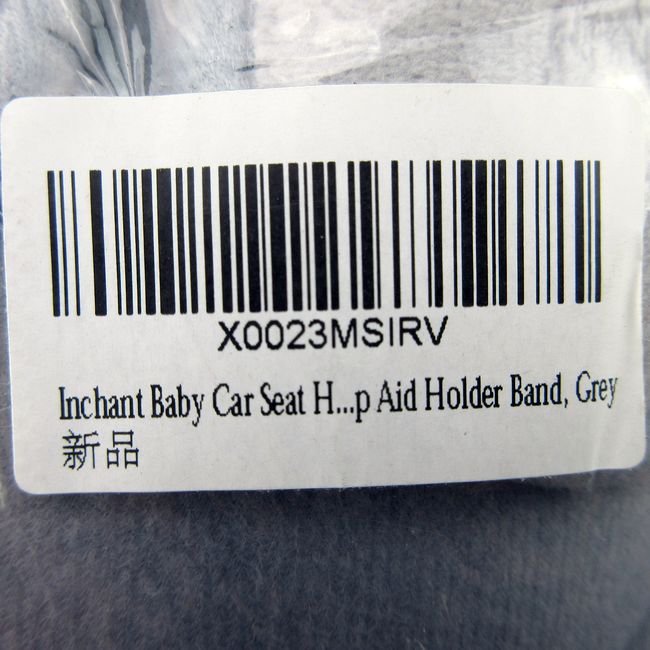 X0023MSIRV
Inchant Baby Car Seat H...p Aid Holder Band, Grey
新品